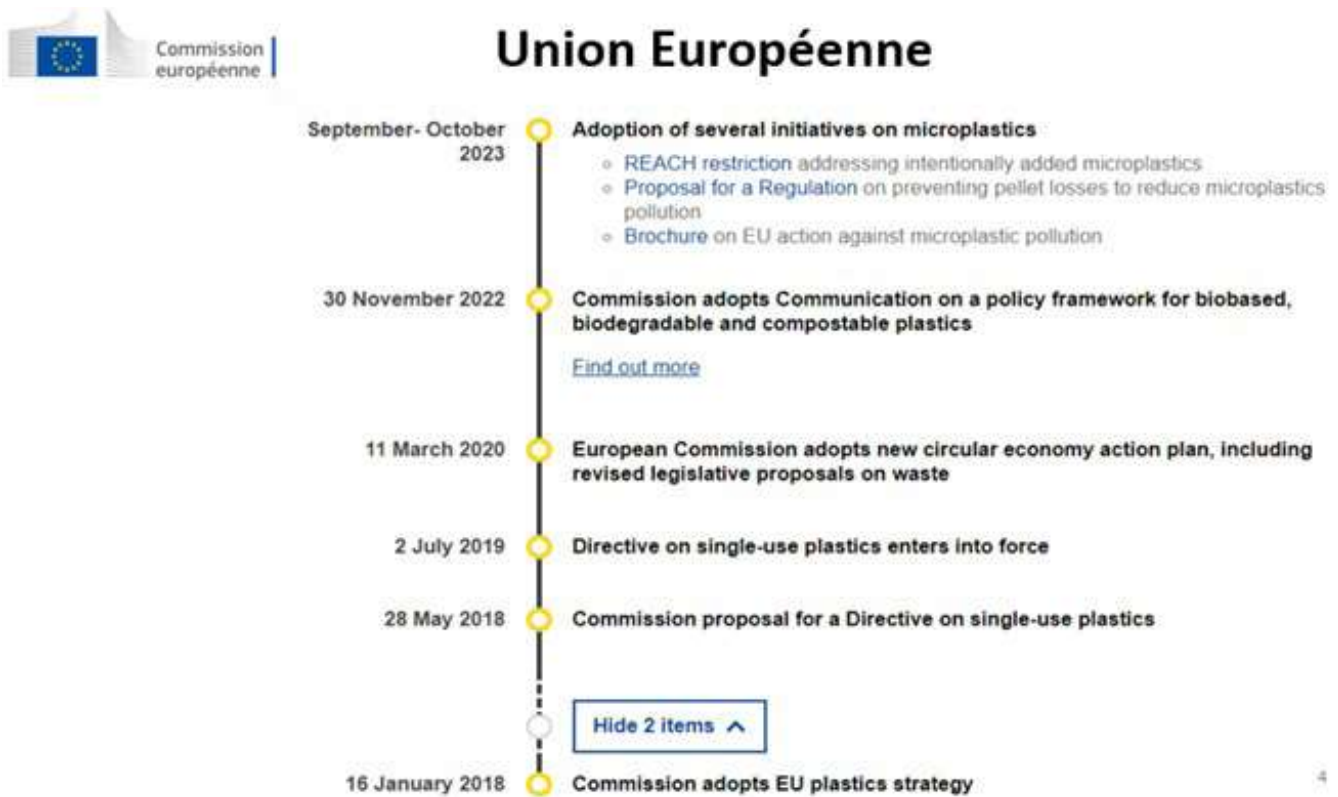 Commission
européenne
Union Européenne
September- October
2023
Adoption of several initiatives on microplastics
REACH restriction addressing intentionally added microplastics
Proposal for a Regulation on preventing pellet losses to reduce microplastics
pollution
Brochure on EU action against microplastic pollution
30 November 2022
Commission adopts Communication on a policy framework for biobased,
biodegradable and compostable plastics
Find out more
11 March 2020
European Commission adopts new circular economy action plan, including
revised legislative proposals on waste
2 July 2019
Directive on single-use plastics enters into force
28 May 2018
Commission proposal for a Directive on single-use plastics
Hide 2 items
16 January 2018
Commission adopts EU plastics strategy
4